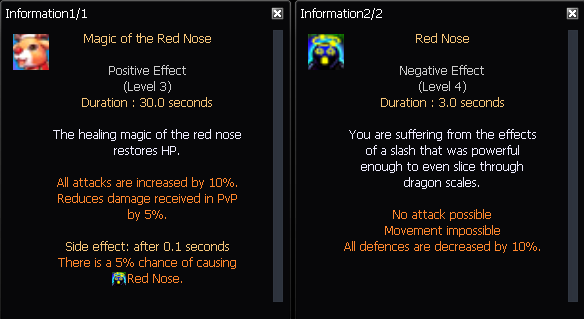 Information1/1
Magic of the Red Nose
Positive Effect
(Level 3)
Duration : 30.0 seconds
The healing magic of the red nose
restores HP.
All attacks are increased by 10%.
Reduces damage received in PvP
by 5%.
Side effect: after 0.1 seconds
There is a 5% chance of causing
Red Nose.
Information2/2
Red Nose
Negative Effect
(Level 4)
Duration : 3.0 seconds
You are suffering from the effects
of a slash that was powerful
enough to even slice through
dragon scales.
No attack possible
Movement impossible
All defences are decreased by 10%.